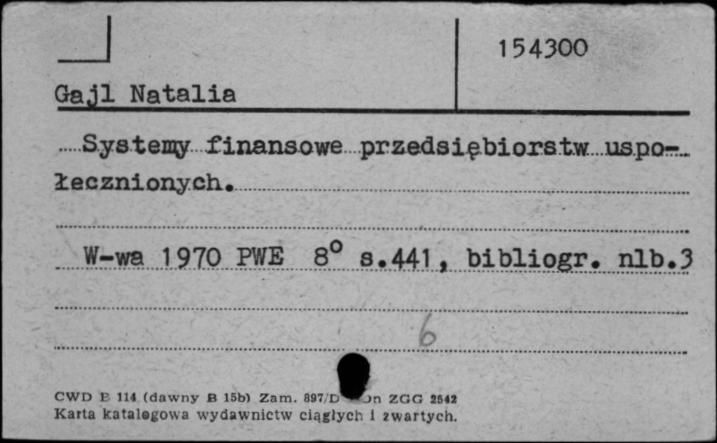 154300
Gajl Natalia
Systemy finansowe przedsiębiorstw uspo-
łecznionych.
W-wa 1970 PWE 8° s.441, bibliogr. nlb.3
6
CWD E 114 (dawny B 15b) Zam. 897/D ZGG 2542
Karta katalogowa wydawnictw ciągłych i zwartych.